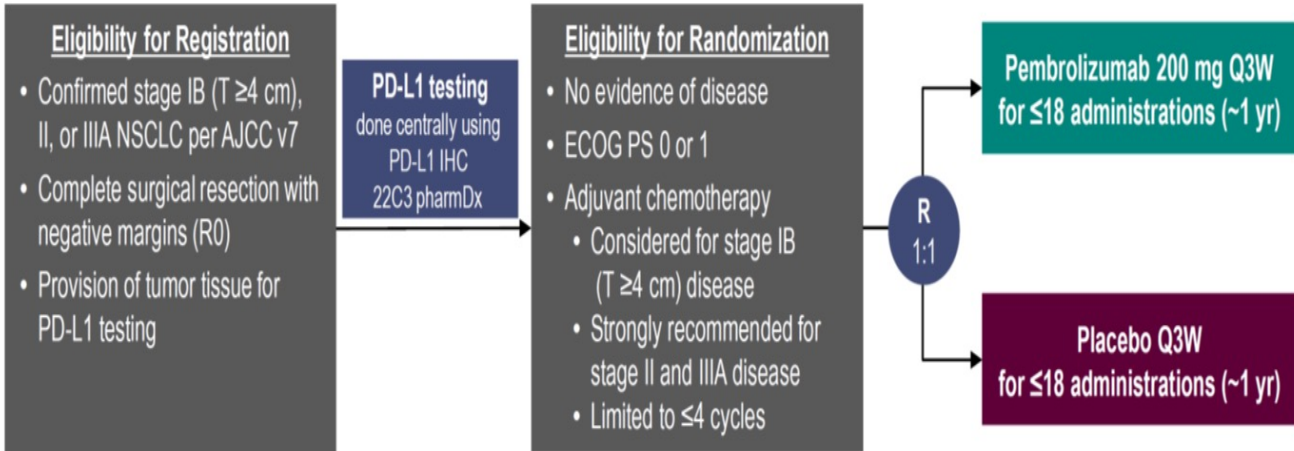 Eligibility for Registration
• Confirmed stage IB (T ≥4 cm),
II, or IIIA NSCLC per AJCC v7
• Complete surgical resection with
negative margins (R0)
• Provision of tumor tissue for
PD-L1 testing
PD-L1 testing
done centrally using
PD-L1 IHC
22C3 pharmDx
Eligibility for Randomization
• No evidence of disease
• ECOG PS 0 or 1
• Adjuvant chemotherapy
• Considered for stage IB
(T ≥4 cm) disease
• Strongly recommended for
stage II and IIIA disease
• Limited to ≤4 cycles
R
1:1
Pembrolizumab 200 mg Q3W
for ≤18 administrations (~1 yr)
Placebo Q3W
for ≤18 administrations (~1 yr)